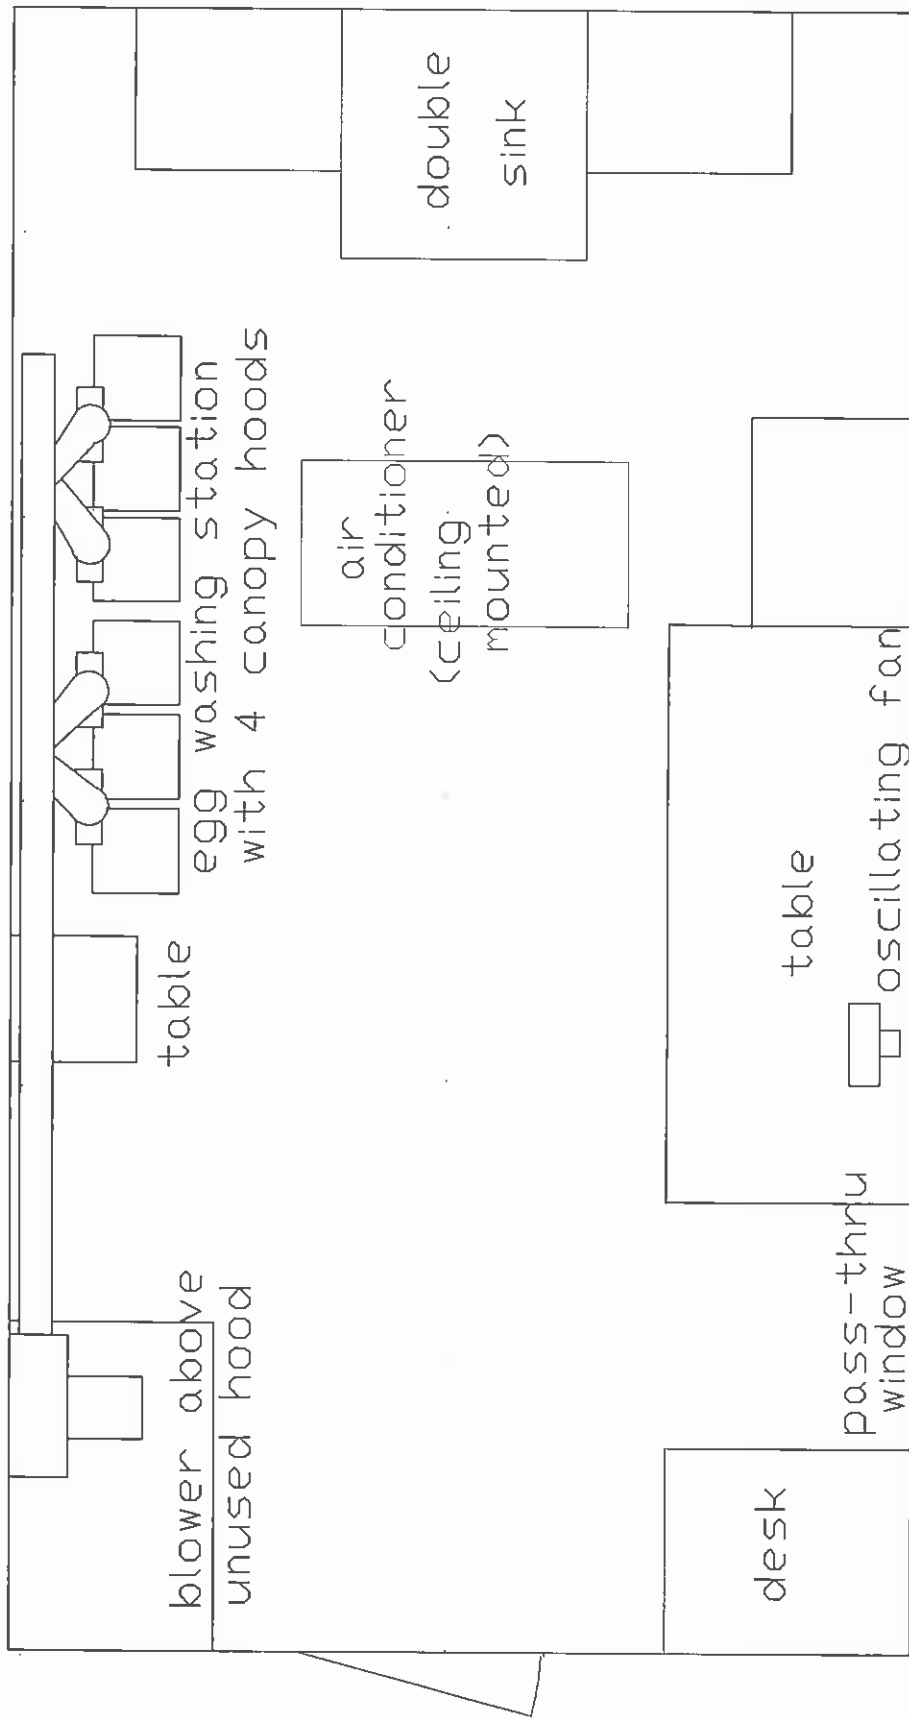 blower above
unused hood
table
egg washing station
with 4 canopy hoods
double
sink
air
conditioner
(ceiling
mounted)
desk
pass-thru
window
table
oscillating fan